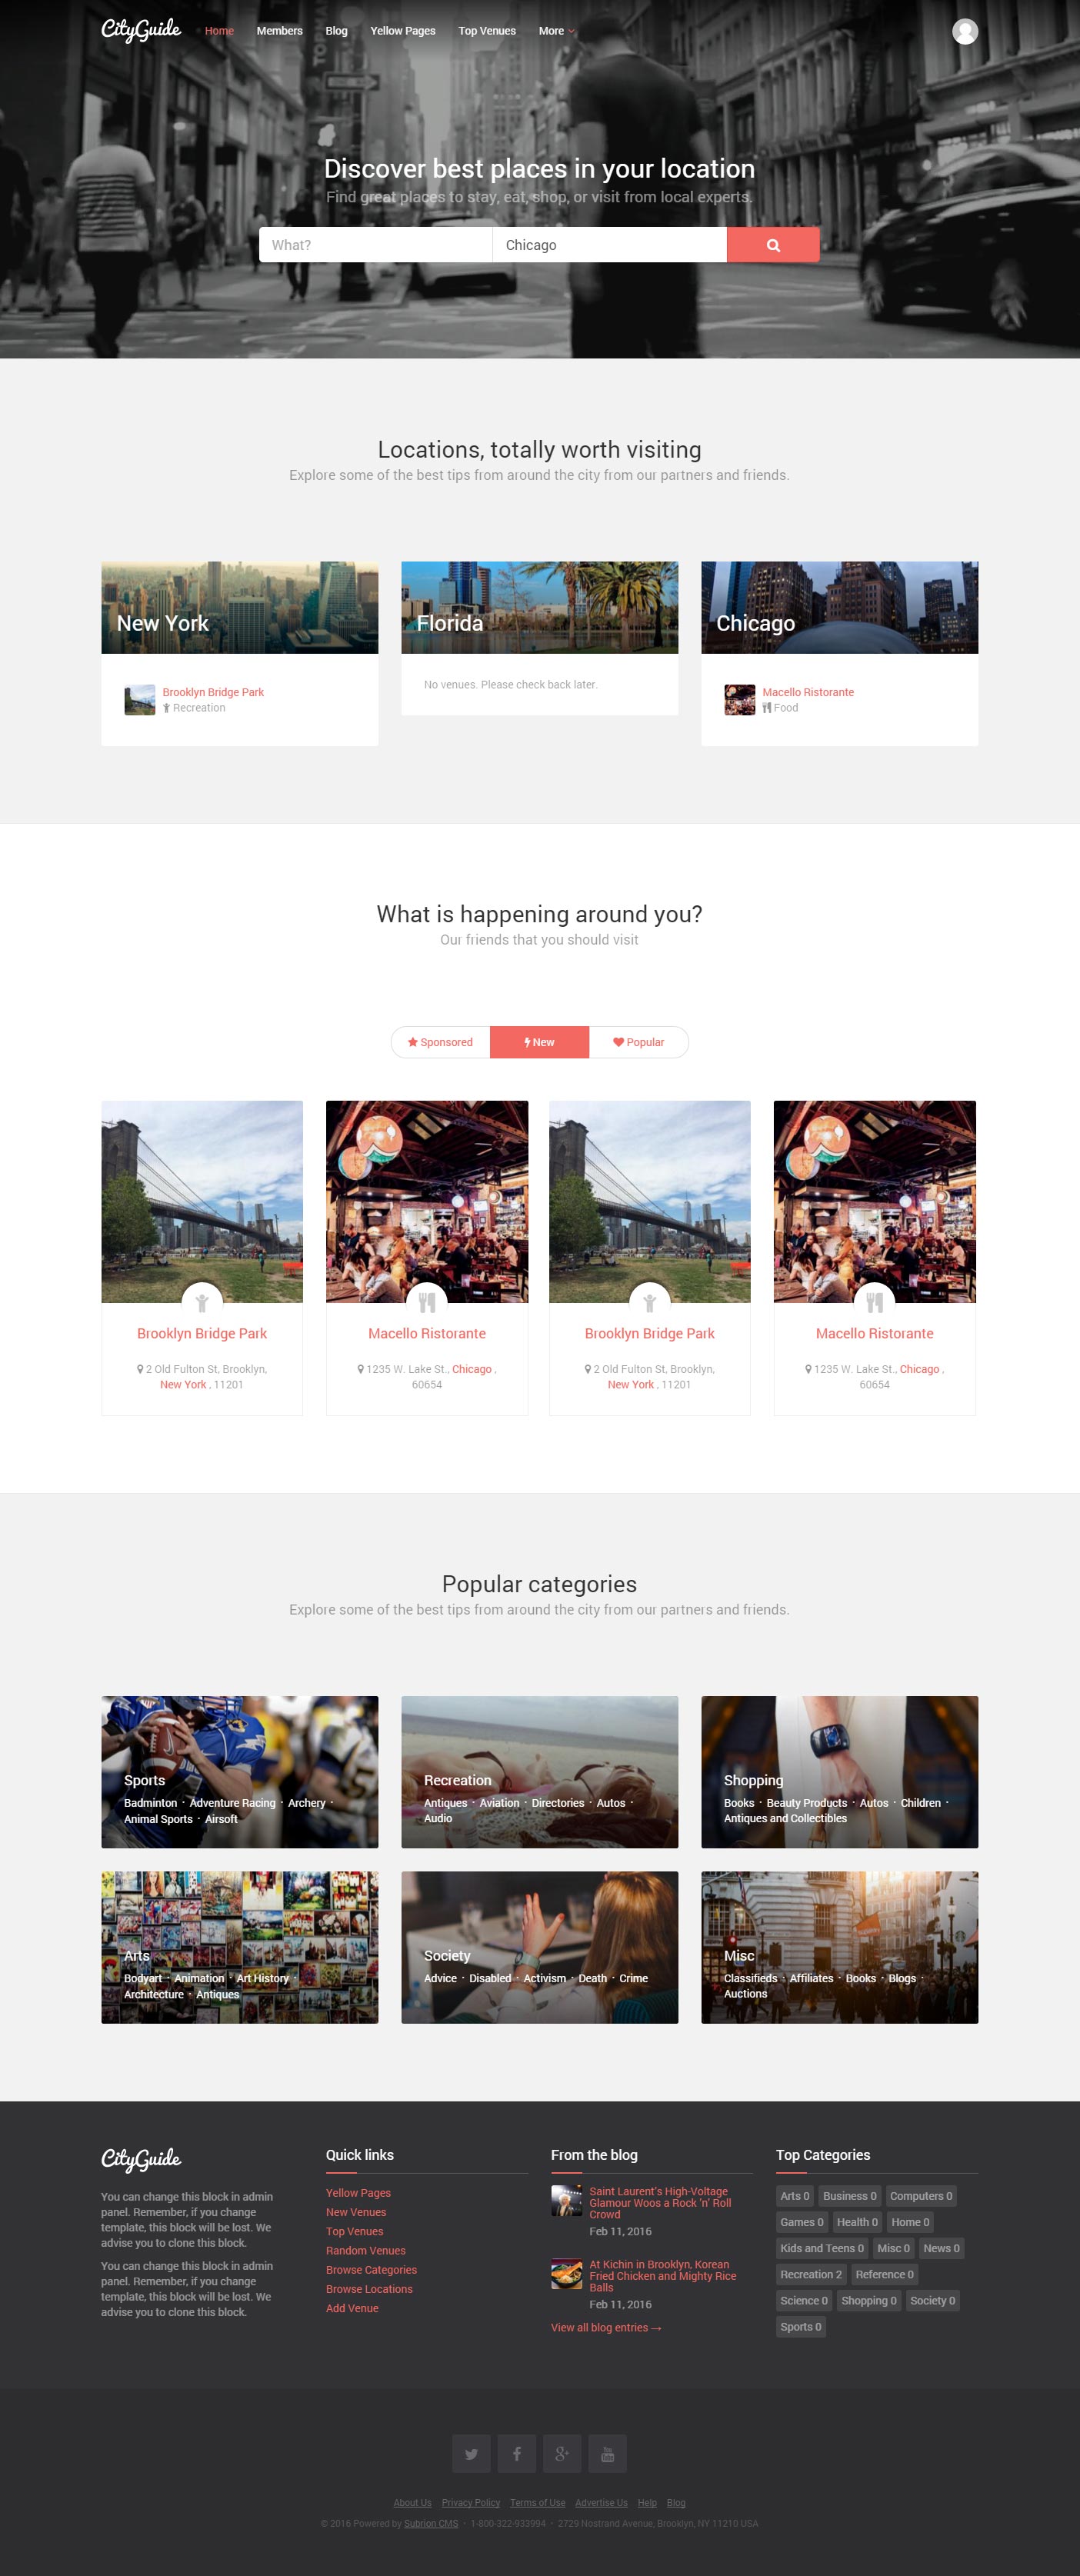 CityGuide Home Members Blog Yellow Pages Top Venues More
Discover best places in your location
Find great places to stay, eat, shop, or visit from local experts.
What? Chicago
Locations, totally worth visiting
Explore some of the best tips from around the city from our partners and friends.
New York
Brooklyn Bridge Park
Recreation
Florida
No venues. Please check back later.
Chicago
Macello Ristorante
Food
What is happening around you?
Our friends that you should visit
Sponsored New Popular
Brooklyn Bridge Park
2 Old Fulton St, Brooklyn,
New York , 11201
Macello Ristorante
1235 W. Lake St., Chicago ,
60654
Brooklyn Bridge Park
2 Old Fulton St, Brooklyn,
New York , 11201
Macello Ristorante
1235 W. Lake St., Chicago ,
60654
Popular categories
Explore some of the best tips from around the city from our partners and friends.
Sports
Badminton · Adventure Racing · Archery ·
Animal Sports · Airsoft
Recreation
Antiques · Aviation · Directories · Autos ·
Audio
Shopping
Books · Beauty Products · Autos · Children ·
Antiques and Collectibles
Arts
Bodyart · Animation · Art History ·
Architecture · Antiques
Society
Advice · Disabled · Activism · Death · Crime
Misc
Classifieds · Affiliates · Books · Blogs ·
Auctions
CityGuide
You can change this block in admin
panel. Remember, if you change
template, this block will be lost. We
advise you to clone this block.
You can change this block in admin
panel. Remember, if you change
template, this block will be lost. We
advise you to clone this block.
Quick links
Yellow Pages
New Venues
Top Venues
Random Venues
Browse Categories
Browse Locations
Add Venue
From the blog
Saint Laurent's High-Voltage
Glamour Woos a Rock 'n' Roll
Crowd
Feb 11, 2016
At Kichin in Brooklyn, Korean
Fried Chicken and Mighty Rice
Balls
Feb 11, 2016
View all blog entries →
Top Categories
Arts 0 Business 0 Computers 0
Games 0 Health 0 Home 0
Kids and Teens 0 Misc 0 News 0
Recreation 2 Reference 0
Science 0 Shopping 0 Society 0
Sports 0
About Us Privacy Policy Terms of Use Advertise Us Help Blog
© 2016 Powered by Subrion CMS · 1-800-322-933994 · 2729 Nostrand Avenue, Brooklyn, NY 11210 USA